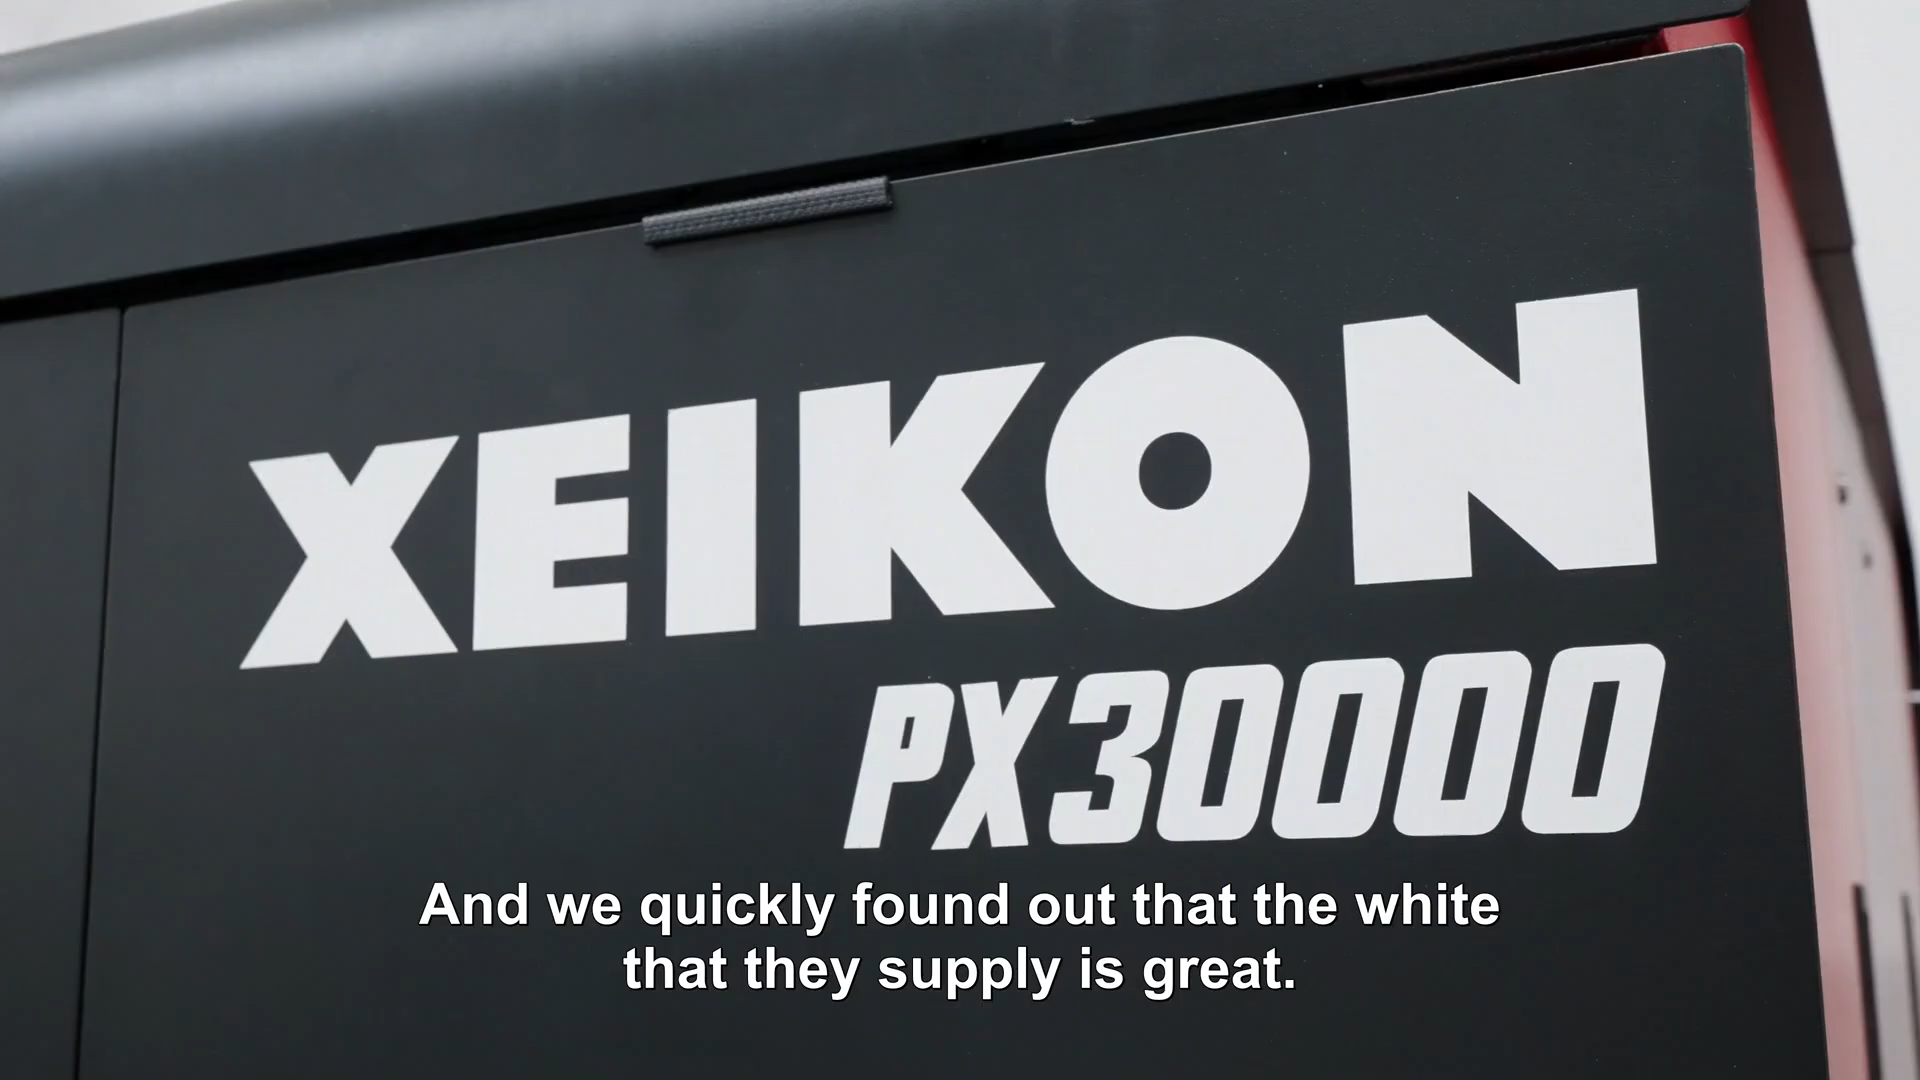 XEIKON
PX30000
And we quickly found out that the white
that they supply is great.